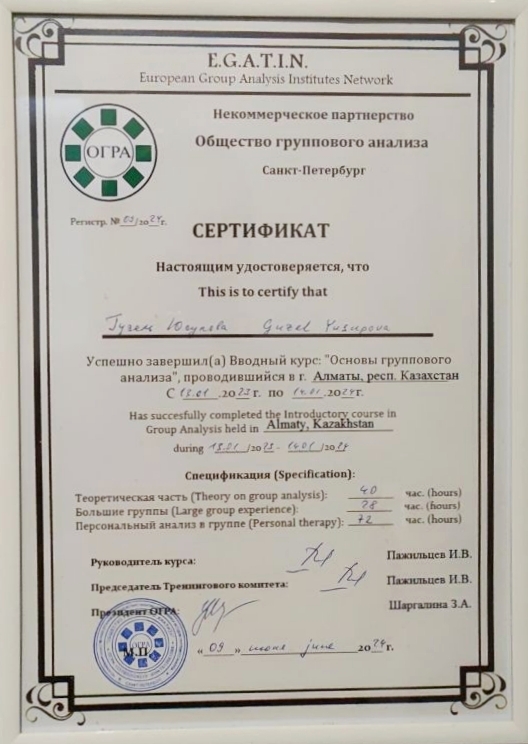 E.G.A.T.I.N.
European Group Analysis Institutes Network
Некоммерческое партнерство
Общество группового анализа
Санкт-Петербург
ОГРА
Регистр. № 03/2024г.
СЕРТИФИКАТ
Настоящим удостоверяется, что
This is to certify that
Гузель Юсупова Guzel Yusupova
Успешно завершил(а) Вводный курс: "Основы группового
анализа", проводившийся в г. Алматы, респ. Казахстан
С 13.01.2023г. по 14.01.2024г.
Has succesfully completed the Introductory course in
Group Analysis held in Almaty, Kazakhstan
during 13.01/2023 - 14.01/2024
Спецификация (Specification):
Теоретическая часть (Theory on group analysis): 40 час. (hours)
Большие группы (Large group experience): 28 час. (hours)
Персональный анализ в группе (Personal therapy): 72 час. (hours)
Руководитель курса: Пажильцев И.В.
Председатель Тренингового комитета: Пажильцев И.В.
Президент ОГРА: Шаргалина З.А.
ОГРА
М.П.
«09» июня june 2024г.